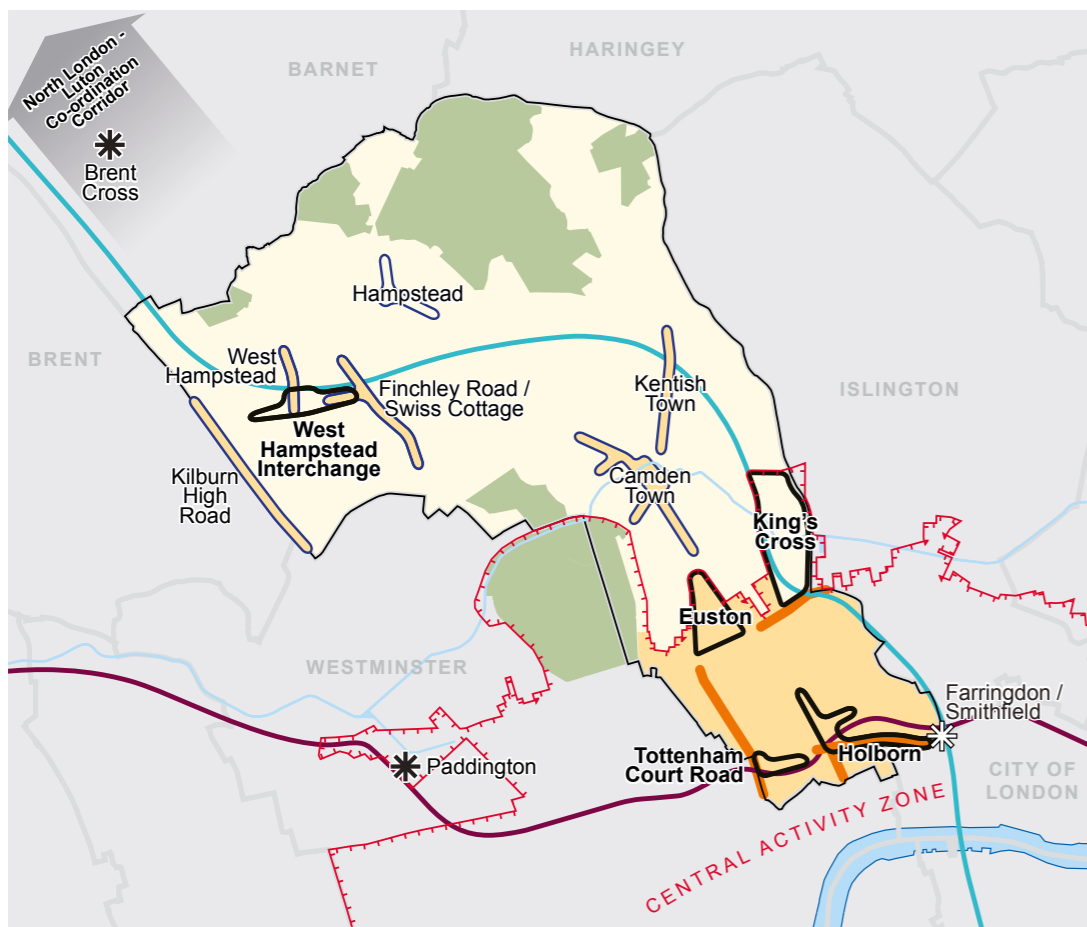 North London -
Luton
Co-ordination
Corridor
HARINGEY
BARNET
Brent
Cross
Hampstead
BRENT
West
Hampstead
Finchley Road /
Swiss Cottage
Kentish
Town
ISLINGTON
West
Hampstead
Interchange
Kilburn
High
Road
Camden
Town
King's
Cross
Euston
WESTMINSTER
Farringdon /
Smithfield
Paddington
Tottenham
Court Road
Holborn
CITY OF
LONDON
CENTRAL ACTIVITY ZONE